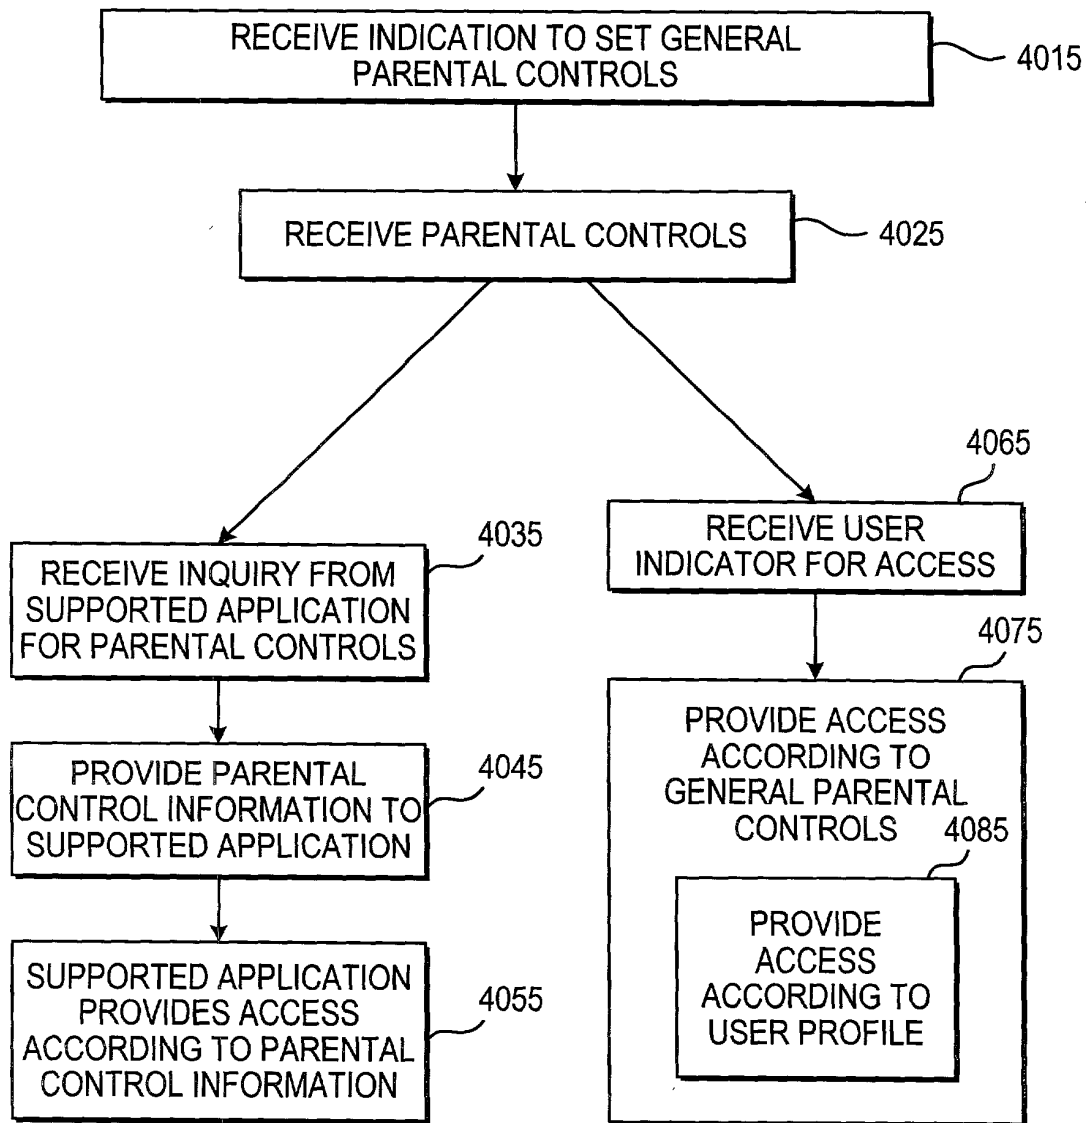 RECEIVE INDICATION TO SET GENERAL
PARENTAL CONTROLS
4015
RECEIVE PARENTAL CONTROLS
4025
4035
RECEIVE INQUIRY FROM
SUPPORTED APPLICATION
FOR PARENTAL CONTROLS
PROVIDE PARENTAL
CONTROL INFORMATION TO
SUPPORTED APPLICATION
4045
SUPPORTED APPLICATION
PROVIDES ACCESS
ACCORDING TO PARENTAL
CONTROL INFORMATION
4055
4065
RECEIVE USER
INDICATOR FOR ACCESS
4075
PROVIDE ACCESS
ACCORDING TO
GENERAL PARENTAL
CONTROLS
4085
PROVIDE
ACCESS
ACCORDING TO
USER PROFILE